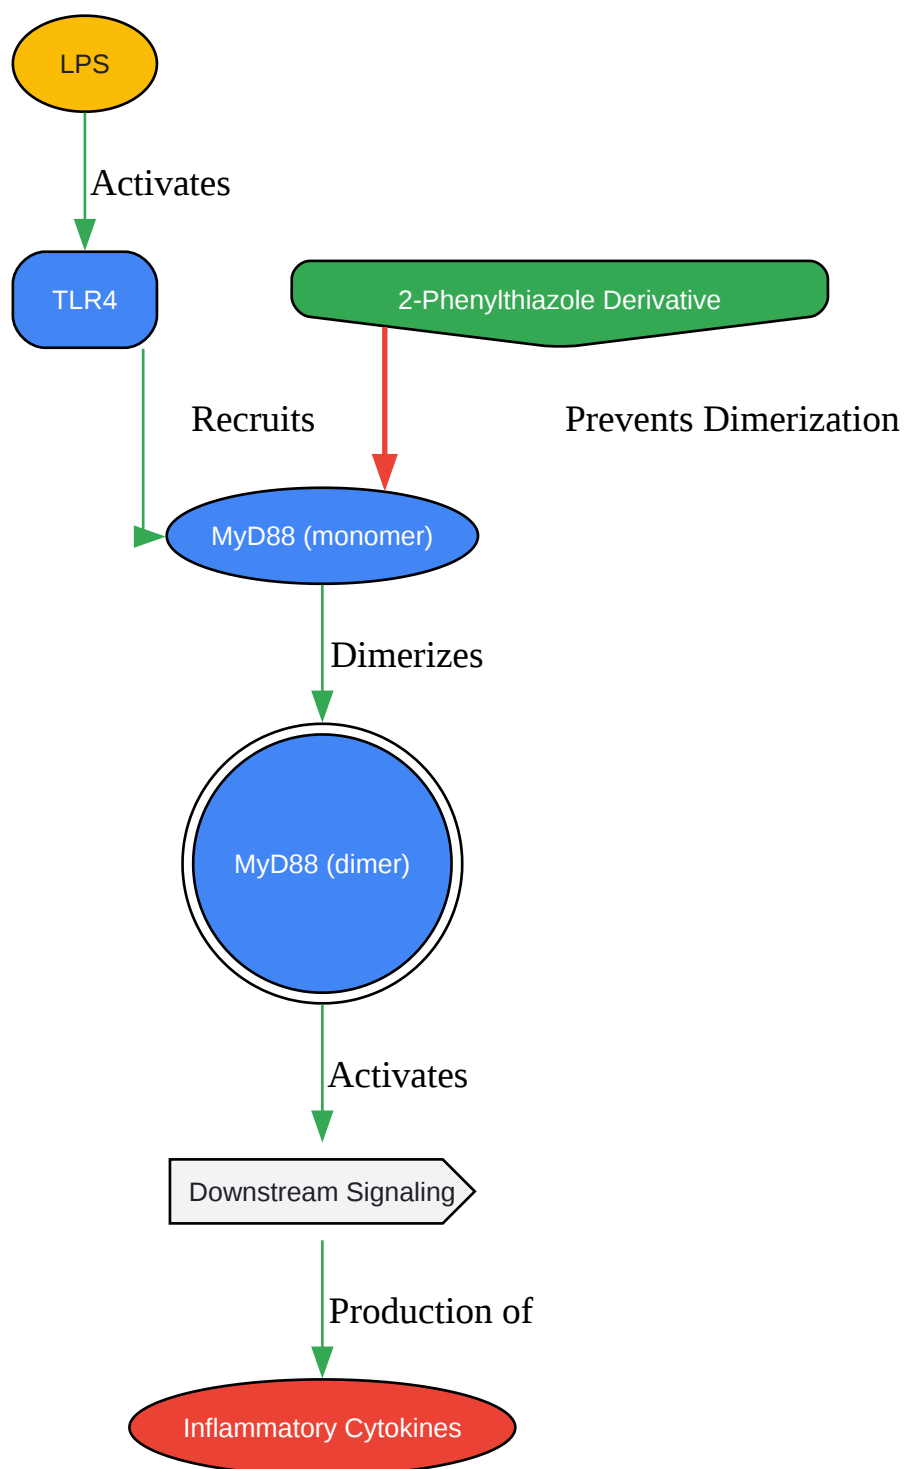 LPS
Activates
TLR4
2-Phenylthiazole Derivative
Recruits
Prevents Dimerization
MyD88 (monomer)
Dimerizes
MyD88 (dimer)
Activates
Downstream Signaling
Production of
Inflammatory Cytokines